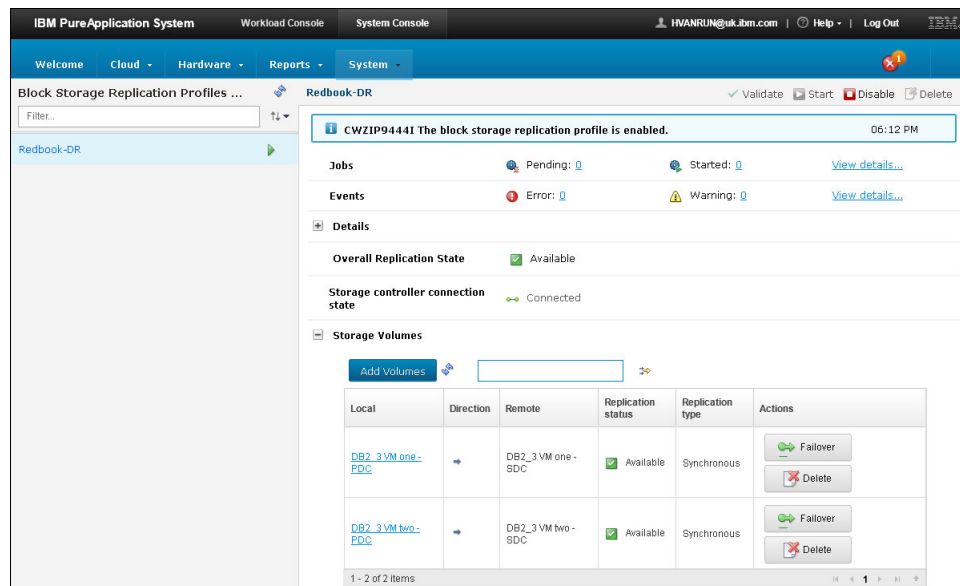 IBM PureApplication System Workload Console System Console HVANRUN@uk.ibm.com | Help | Log Out IBM
Welcome Cloud Hardware Reports System 1
Block Storage Replication Profiles ... Redbook-DR Validate Start Disable Delete
Filter...
CWZIP9444I The block storage replication profile is enabled. 06:12 PM
Redbook-DR
Jobs Pending: 0 Started: 0 View details...
Events Error: 0 Warning: 0 View details...
Details
Overall Replication State Available
Storage controller connection
state
Connected
Storage Volumes
Add Volumes
Local Direction Remote Replication status Replication type Actions
DB2_3 VM one -
PDC
DB2_3 VM one -
SDC
Available Synchronous Failover
Delete
DB2_3 VM two -
PDC
DB2_3 VM two -
SDC
Available Synchronous Failover
Delete
1 - 2 of 2 items 1